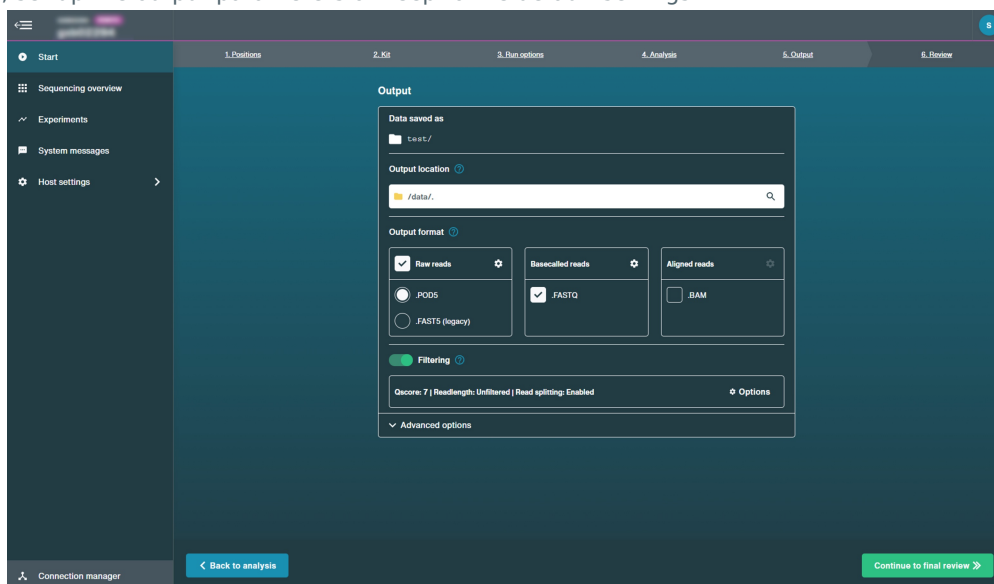 Start
Sequencing overview
Experiments
System messages
Host settings
Connection manager
S
1. Positions
2. Kit
3. Run options
4. Analysis
5. Output
6. Review
Output
Data saved as
test/
Output location ?
/data/.
Output format ?
Raw reads
.POD5
.FAST5 (legacy)
Basecalled reads
.FASTQ
Aligned reads
.BAM
Filtering ?
Qscore: 7 | Readlength: Unfiltered | Read splitting: Enabled
Options
Advanced options
Back to analysis
Continue to final review